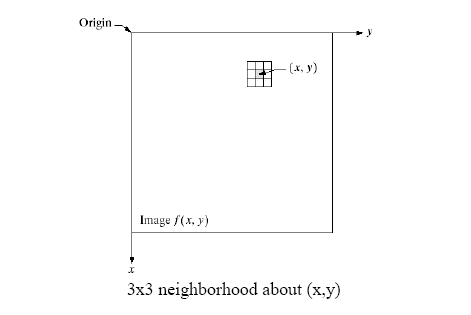 Origin
y
(x, y)
Image f(x, y)
x
3x3 neighborhood about (x,y)